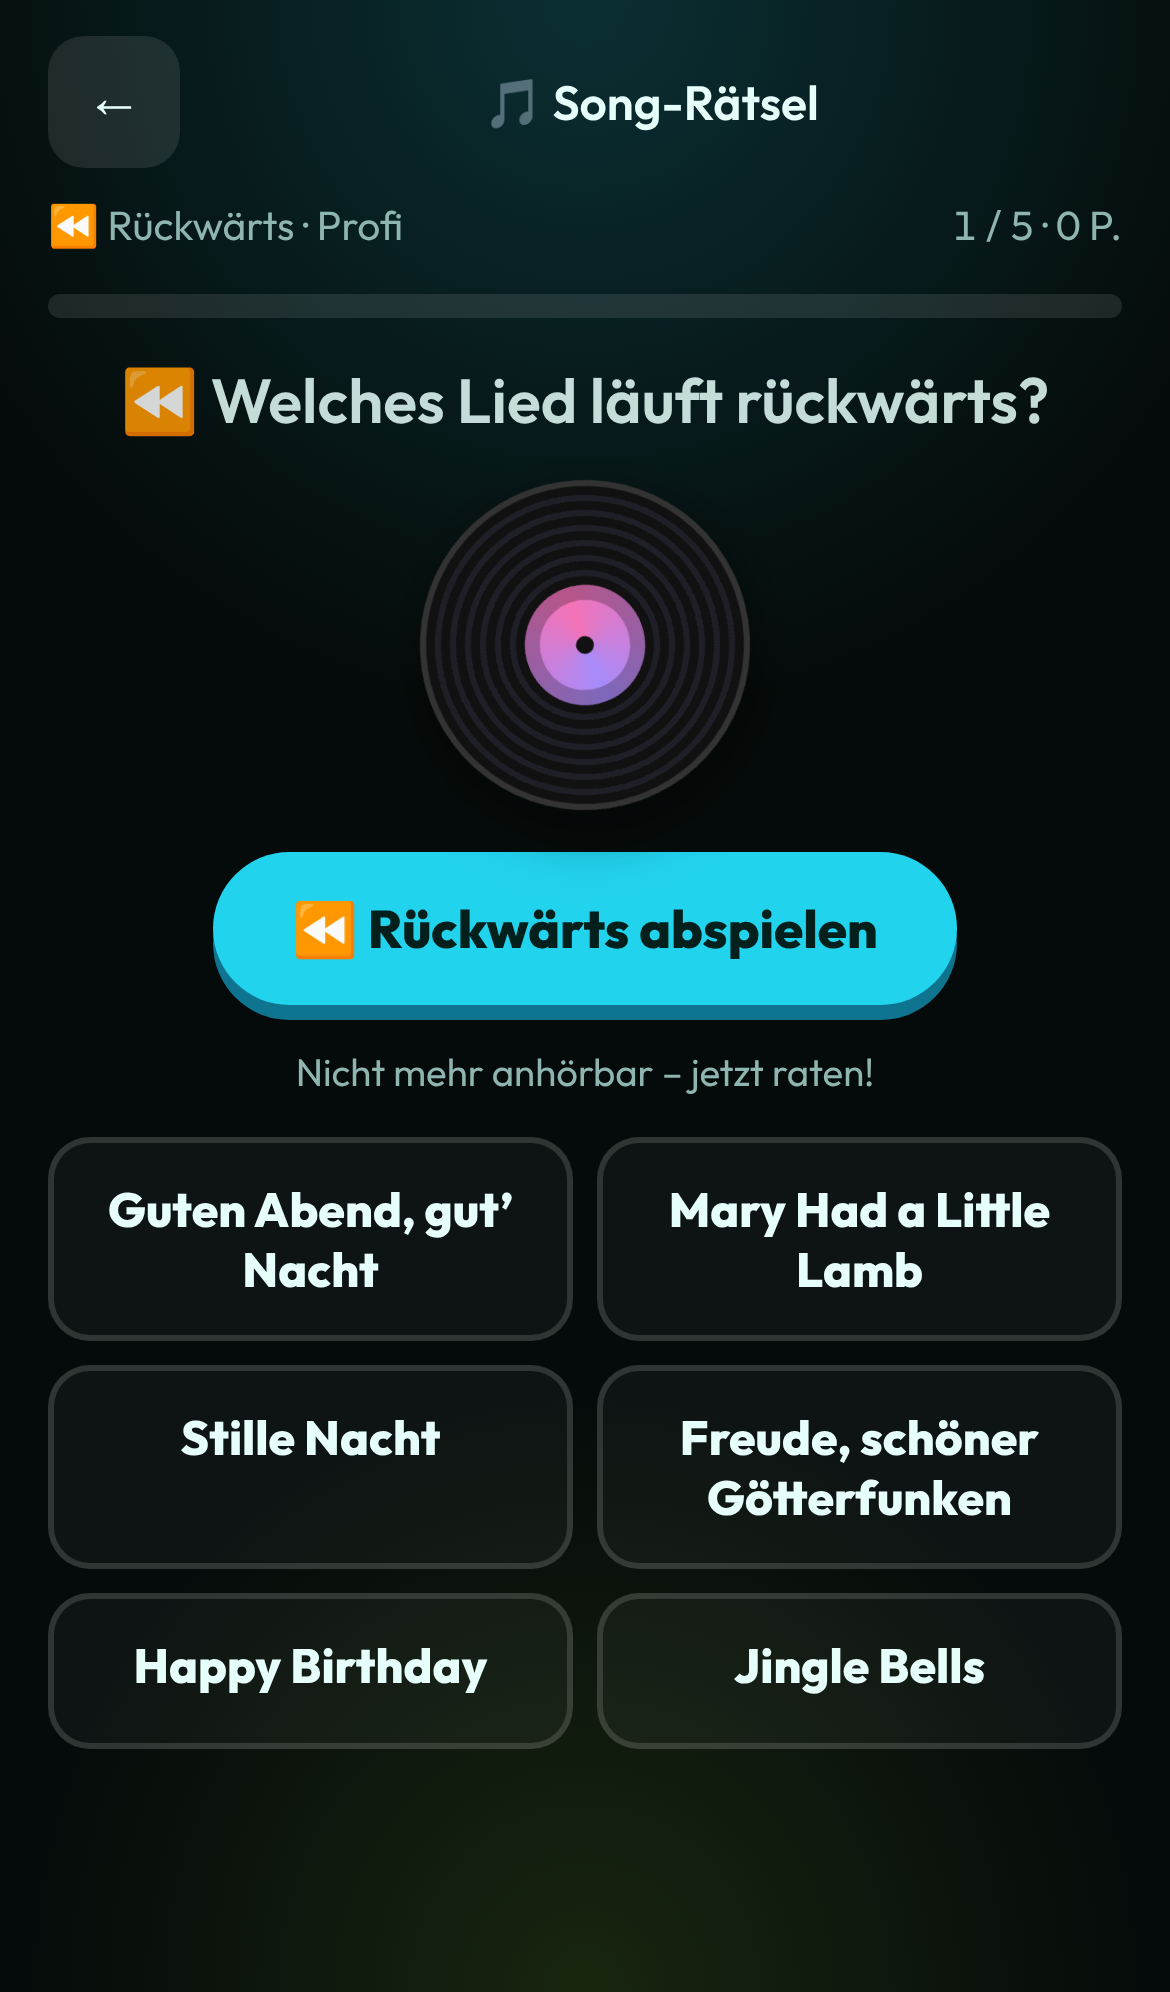 ←
🎵 Song-Rätsel
⏪ Rückwärts · Profi
1 / 5 · 0 P.
⏪ Welches Lied läuft rückwärts?
⏪ Rückwärts abspielen
Nicht mehr anhörbar – jetzt raten!
Guten Abend, gut’
Nacht
Mary Had a Little
Lamb
Stille Nacht
Freude, schöner
Götterfunken
Happy Birthday
Jingle Bells